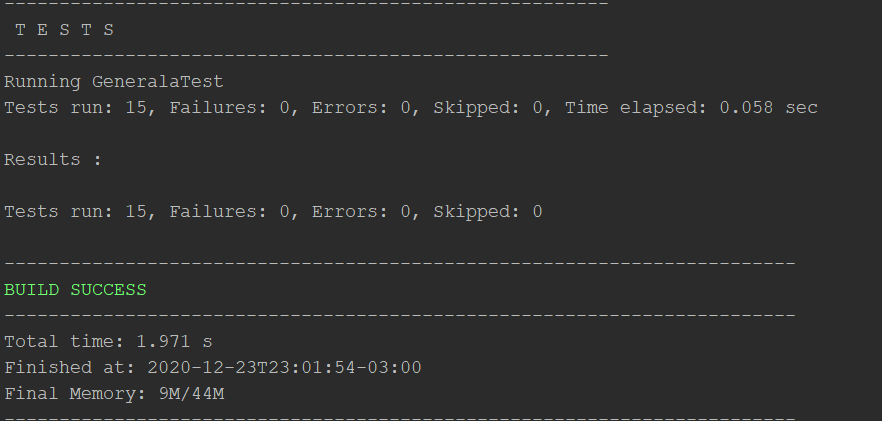 -------------------------------------------------------
 T E S T S
-------------------------------------------------------
Running GeneralaTest
Tests run: 15, Failures: 0, Errors: 0, Skipped: 0, Time elapsed: 0.058 sec

Results :

Tests run: 15, Failures: 0, Errors: 0, Skipped: 0

------------------------------------------------------------------------
BUILD SUCCESS
------------------------------------------------------------------------
Total time: 1.971 s
Finished at: 2020-12-23T23:01:54-03:00
Final Memory: 9M/44M
------------------------------------------------------------------------